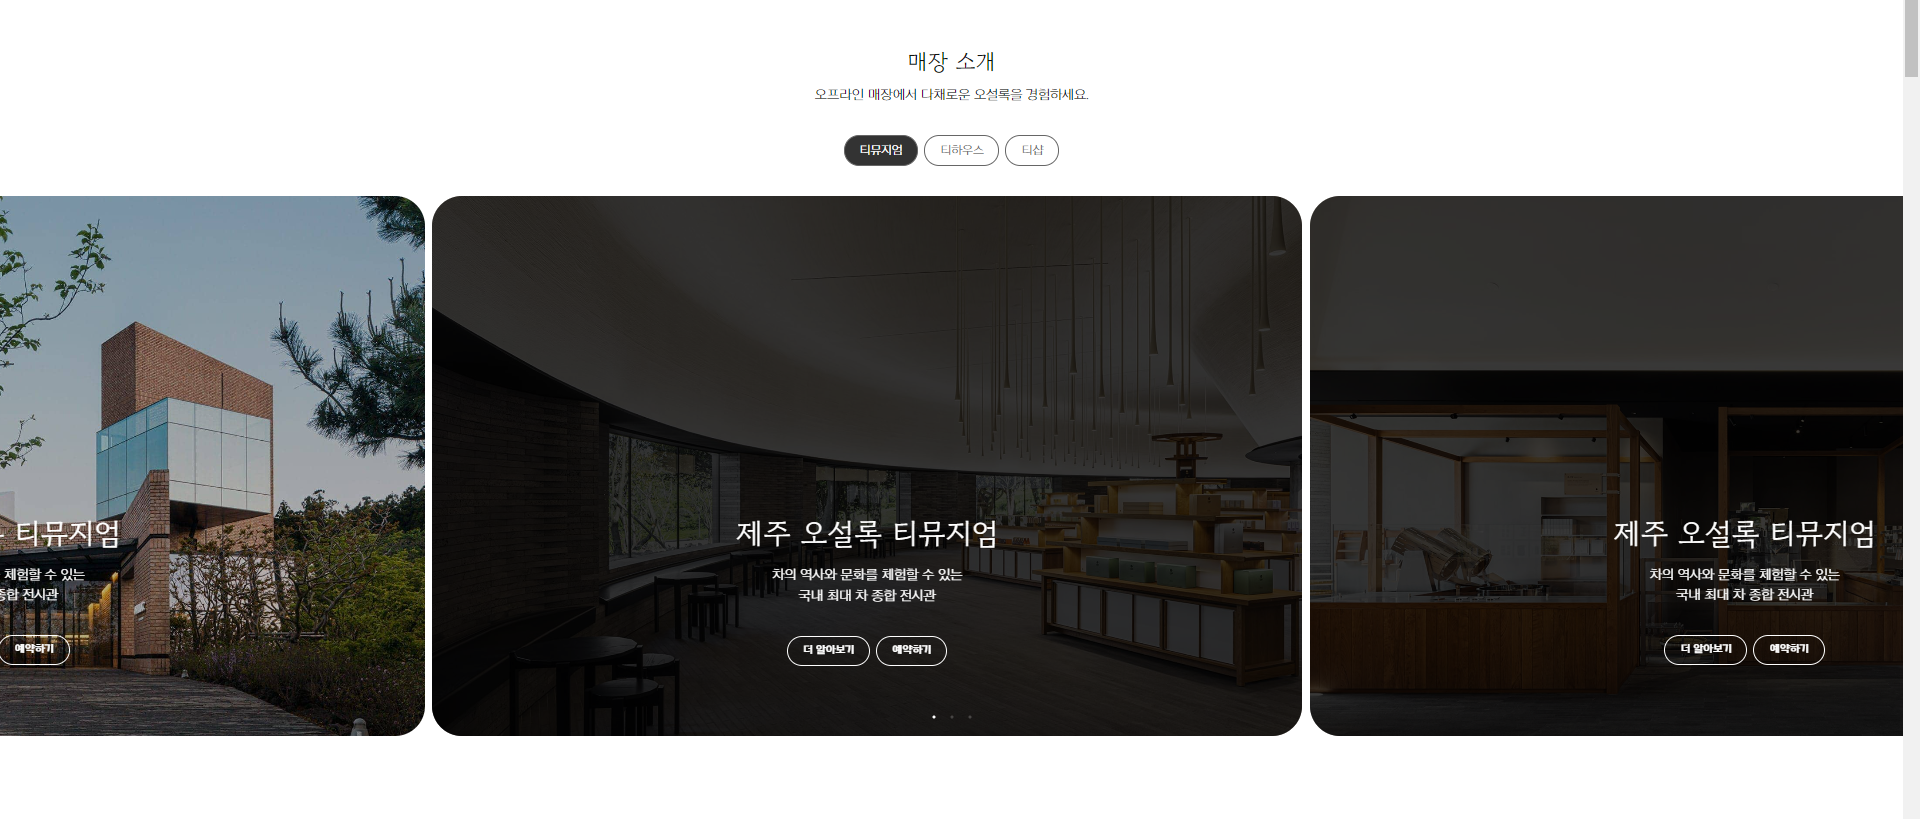 매장 소개
오프라인 매장에서 다채로운 오설록을 경험하세요.
티뮤지엄
티하우스
티샵
티뮤지엄
체험할 수 있는
종합 전시관
예약하기
제주 오설록 티뮤지엄
차의 역사와 문화를 체험할 수 있는
국내 최대 차 종합 전시관
더 알아보기
예약하기
제주 오설록 티뮤지엄
차의 역사와 문화를 체험할 수 있는
국내 최대 차 종합 전시관
더 알아보기
예약하기